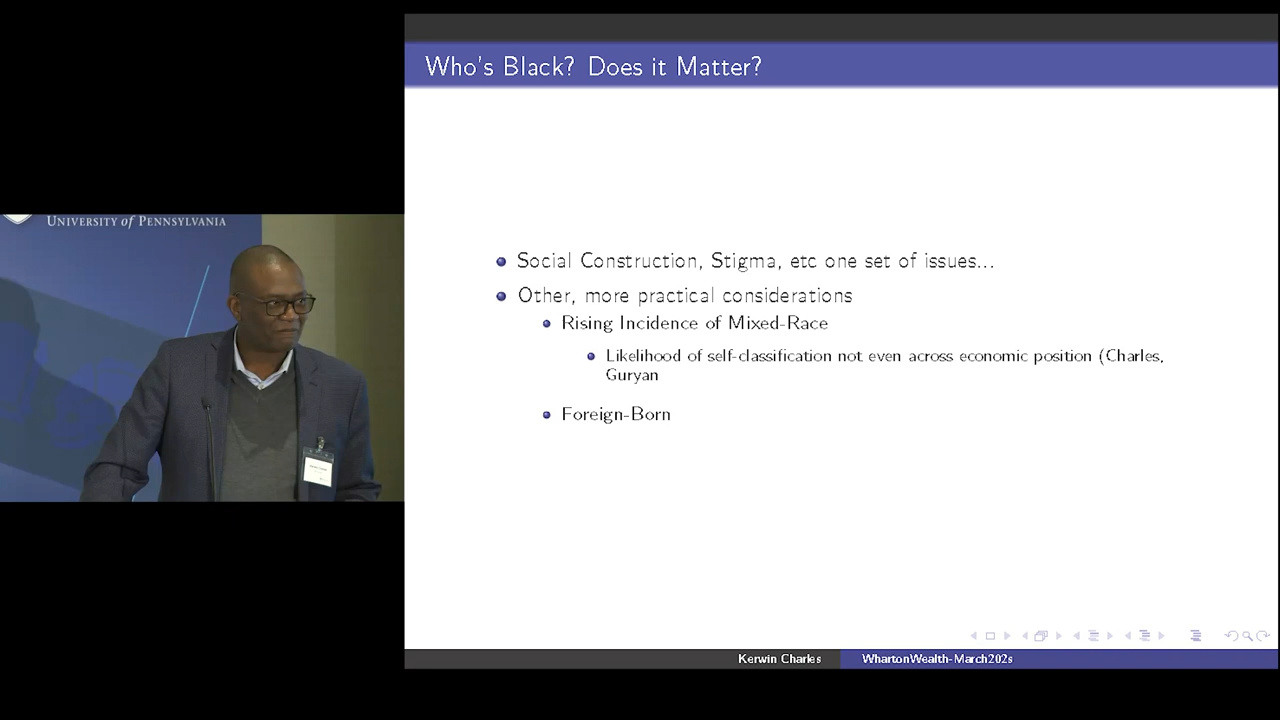 UNIVERSITY of PENNSYLVANIA
Who's Black? Does it Matter?
Social Construction, Stigma, etc one set of issues...
Other, more practical considerations
Rising Incidence of Mixed-Race
Likelihood of self-classification not even across economic position (Charles,
Guryan
Foreign-Born
Kerwin Charles WhartonWealth-March202s